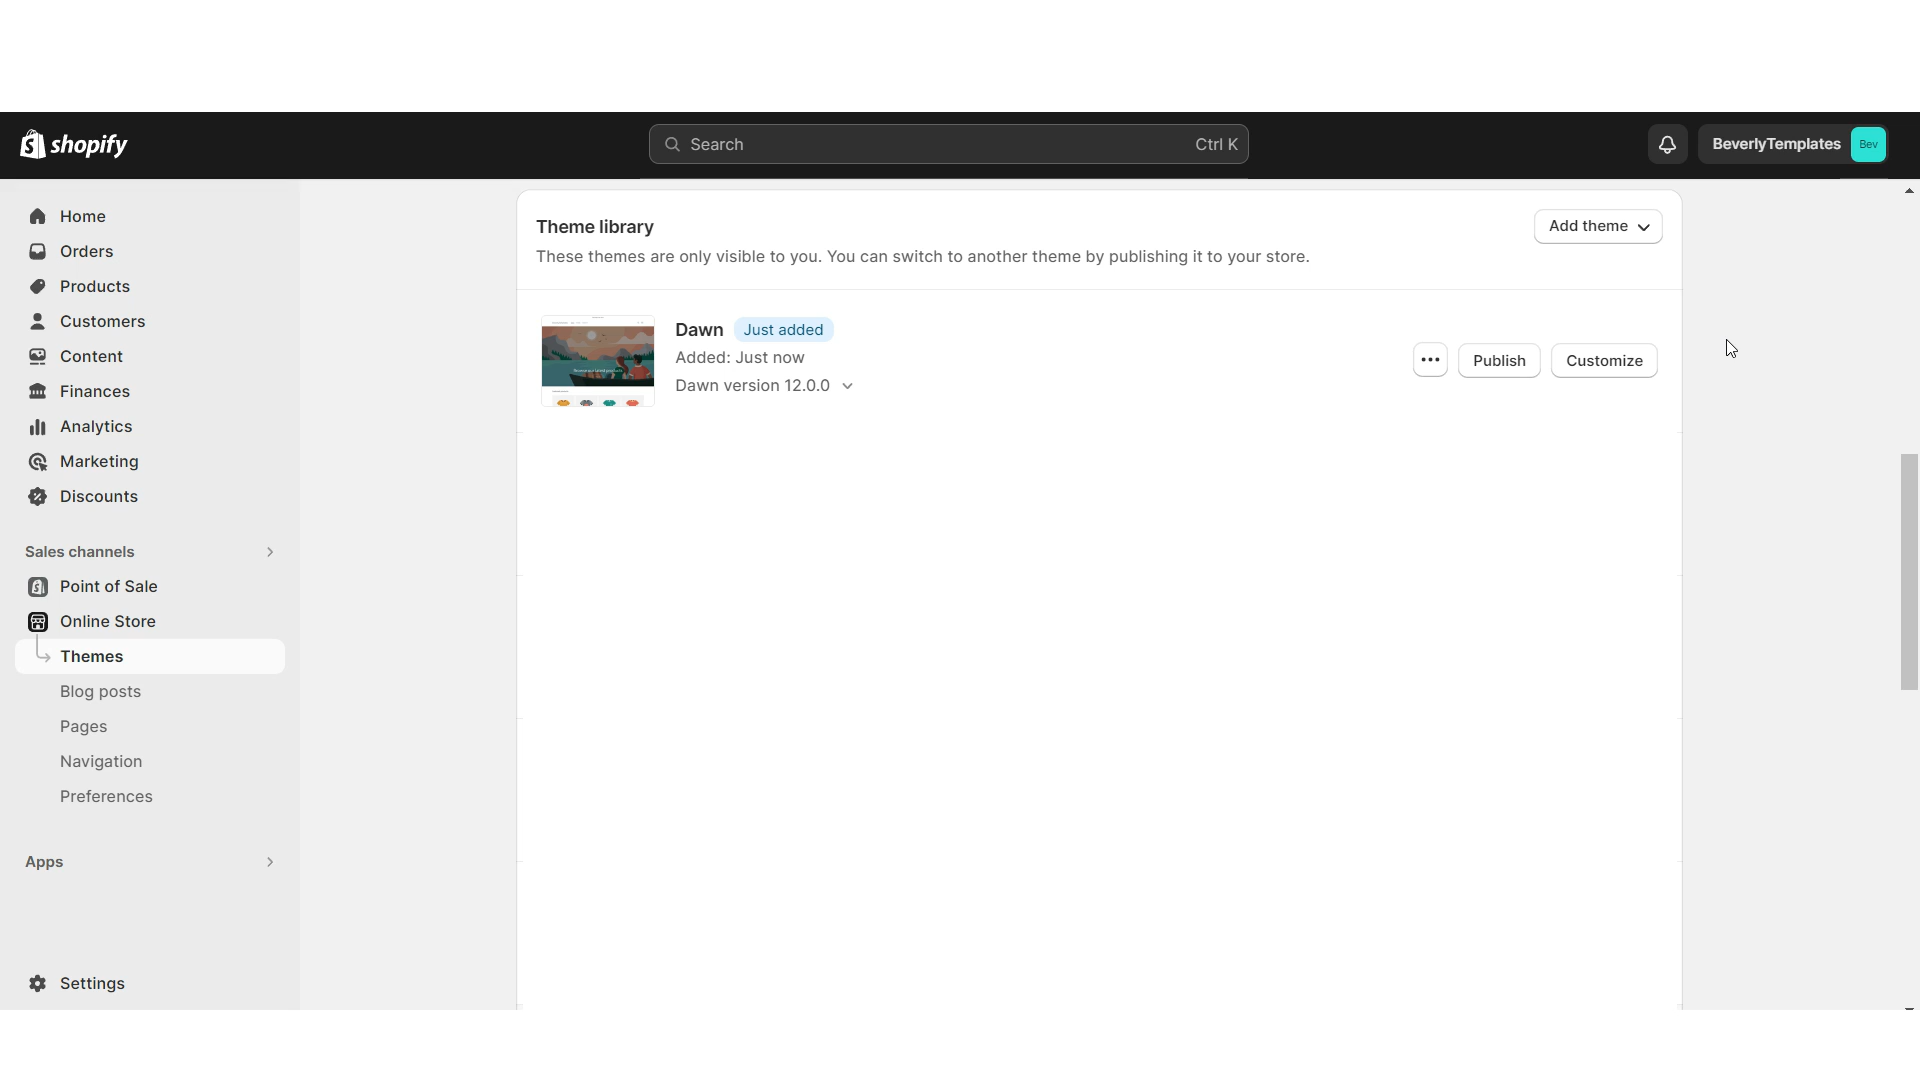 shopify
Search Ctrl K
BeverlyTemplates Bev
Home
Orders
Products
Customers
Content
Finances
Analytics
Marketing
Discounts
Sales channels
Point of Sale
Online Store
Themes
Blog posts
Pages
Navigation
Preferences
Apps
Settings
Theme library
Add theme
These themes are only visible to you. You can switch to another theme by publishing it to your store.
Dawn Just added
Added: Just now
Dawn version 12.0.0
Publish Customize